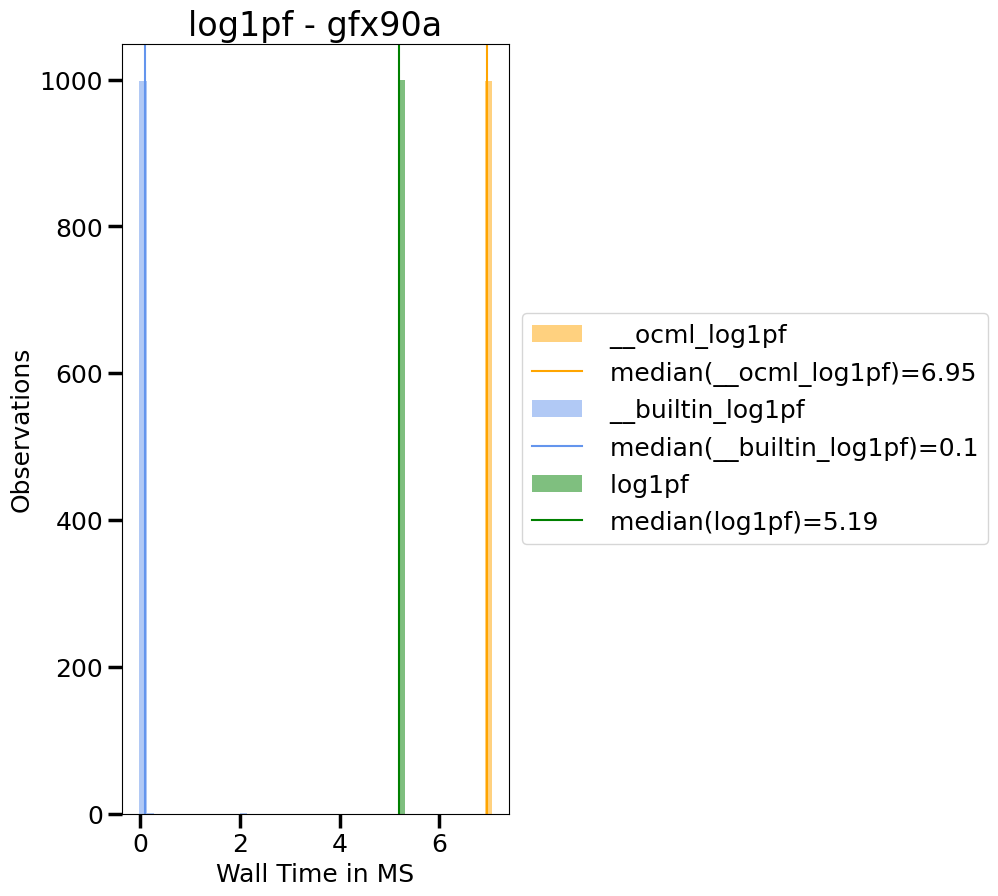 log1pf - gfx90a
1000
800
600
400
200
0
Observations
0 2 4 6
Wall Time in MS
__ocml_log1pf
median(__ocml_log1pf)=6.95
__builtin_log1pf
median(__builtin_log1pf)=0.1
log1pf
median(log1pf)=5.19